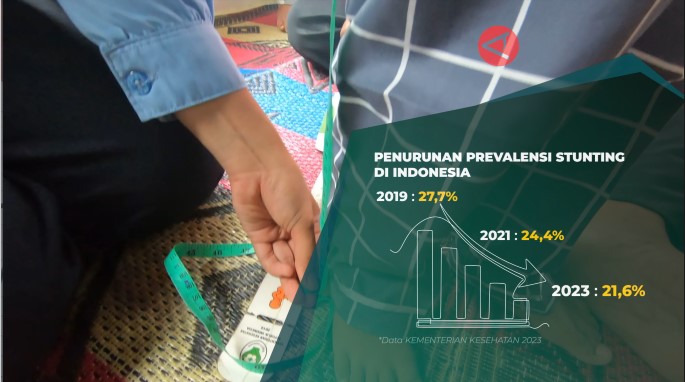 PENURUNAN PREVALENSI STUNTING
DI INDONESIA
2019 : 27,7%
2021 : 24,4%
2023 : 21,6%
*Data KEMENTERIAN KESEHATAN 2023